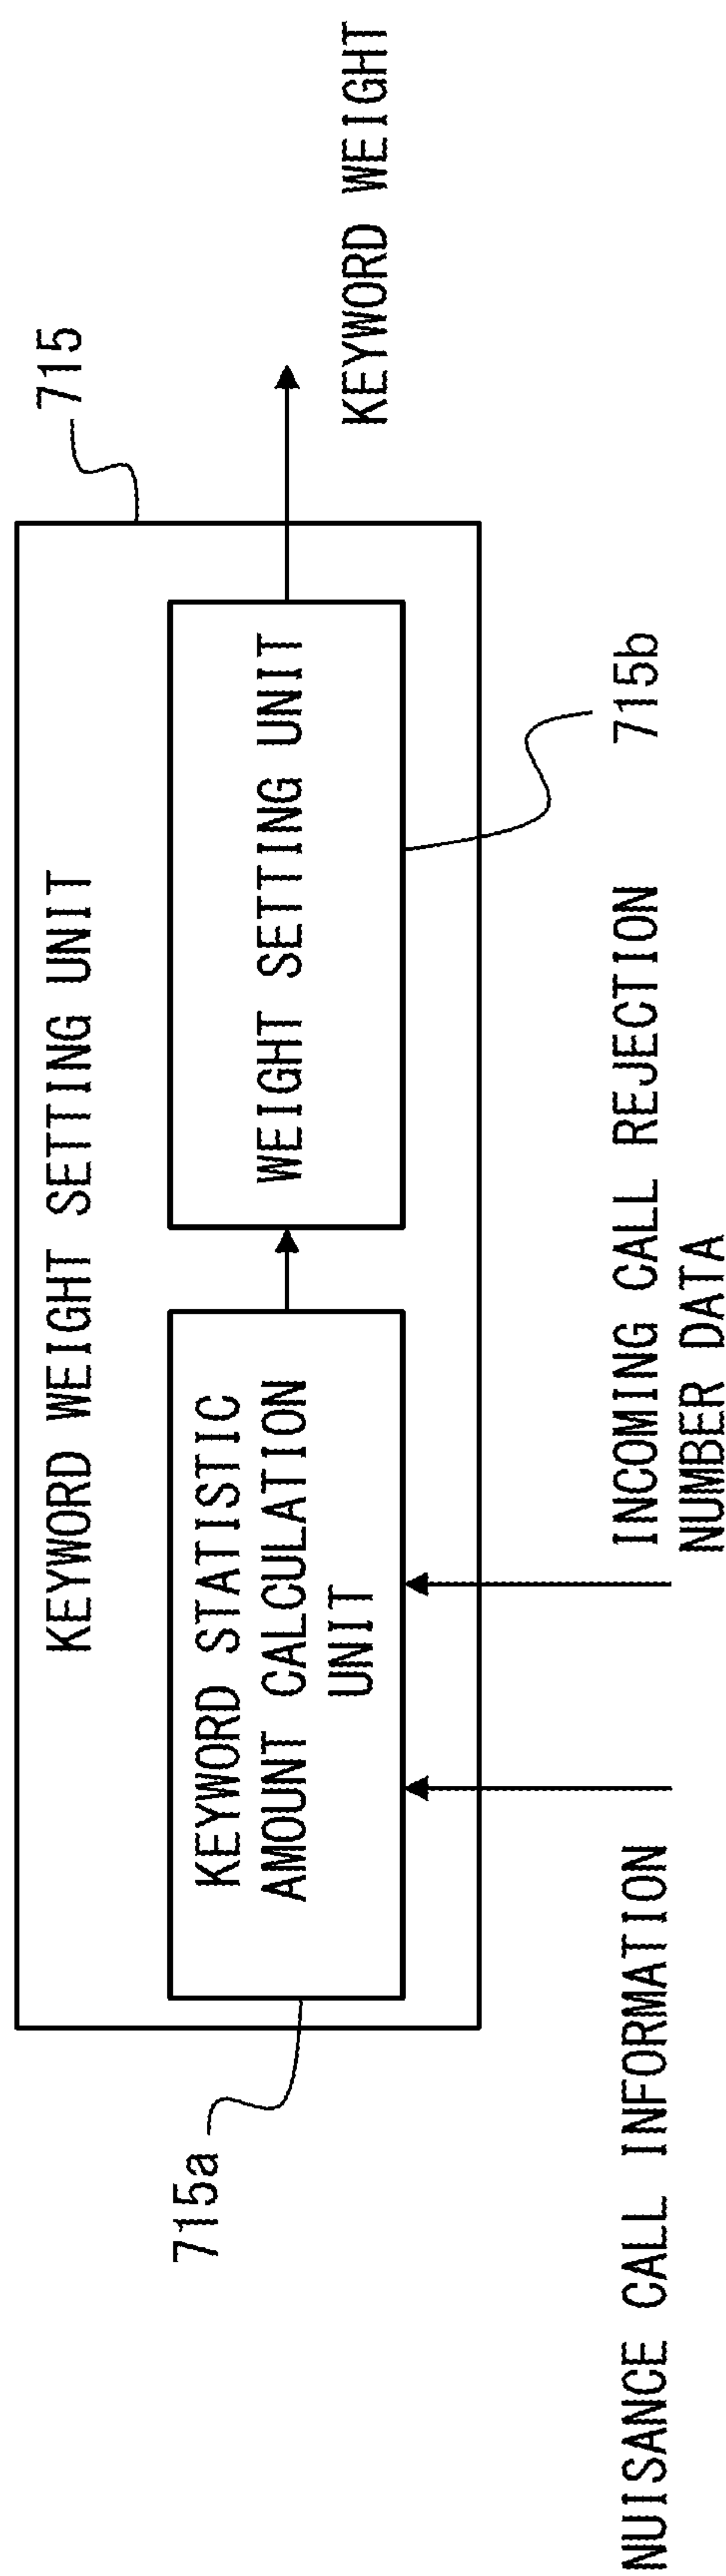 715
KEYWORD WEIGHT SETTING UNIT
715a
KEYWORD STATISTIC
AMOUNT CALCULATION
UNIT
WEIGHT SETTING UNIT
KEYWORD WEIGHT
715b
NUISANCE CALL INFORMATION
INCOMING CALL REJECTION
NUMBER DATA